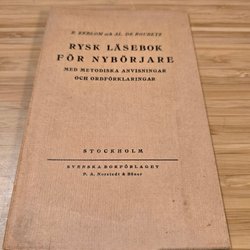 R. EKBLOM och AL. DE ROUBETZ
RYSK LÄSEBOK
FÖR NYBÖRJARE
MED METODISKA ANVISNINGAR
OCH ORDFÖRKLARINGAR
STOCKHOLM
SVENSKA BOKFÖRLAGET
P. A. Norstedt & Söner